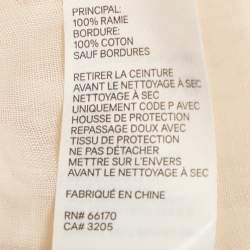 PRINCIPAL:
100% RAMIE
BORDURE:
100% COTON
SAUF BORDURES
RETIRER LA CEINTURE
AVANT LE NETTOYAGE À SEC
NETTOYAGE À SEC
UNIQUEMENT CODE P AVEC
HOUSSE DE PROTECTION
REPASSAGE DOUX AVEC
TISSU DE PROTECTION
NE PAS DÉTACHER
METTRE SUR L'ENVERS
AVANT NETTOYAGE À SEC
FABRIQUÉ EN CHINE
RN# 66170
CA# 3205